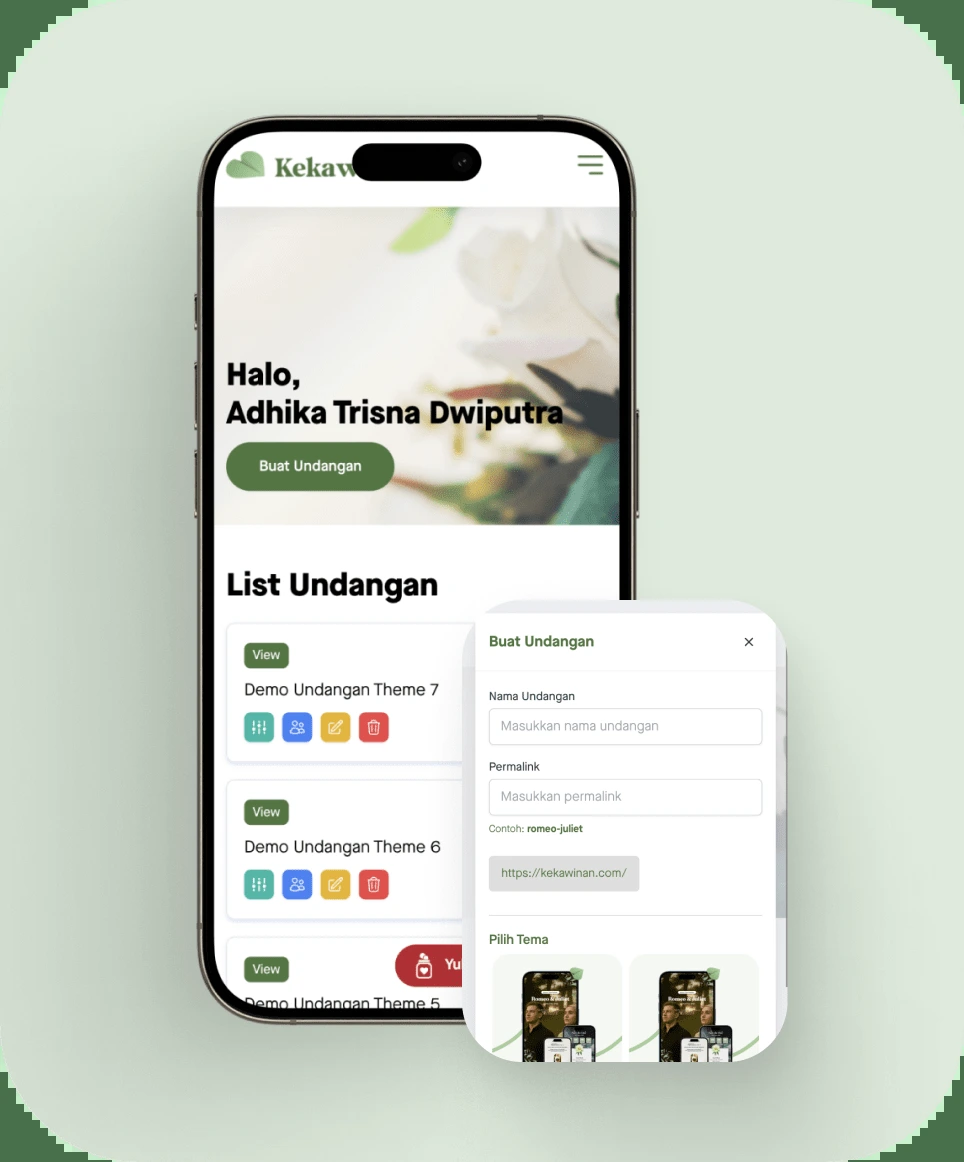 Kekaw
Halo,
Adhika Trisna Dwiputra
Buat Undangan
List Undangan
View
Demo Undangan Theme 7
View
Demo Undangan Theme 6
View
Demo Undangan Theme 5
Yu
Buat Undangan
Nama Undangan
Masukkan nama undangan
Permalink
Masukkan permalink
Contoh: romeo-juliet
https://kekawinan.com/
Pilih Tema
Romeo & Juliet
Romeo & Juliet